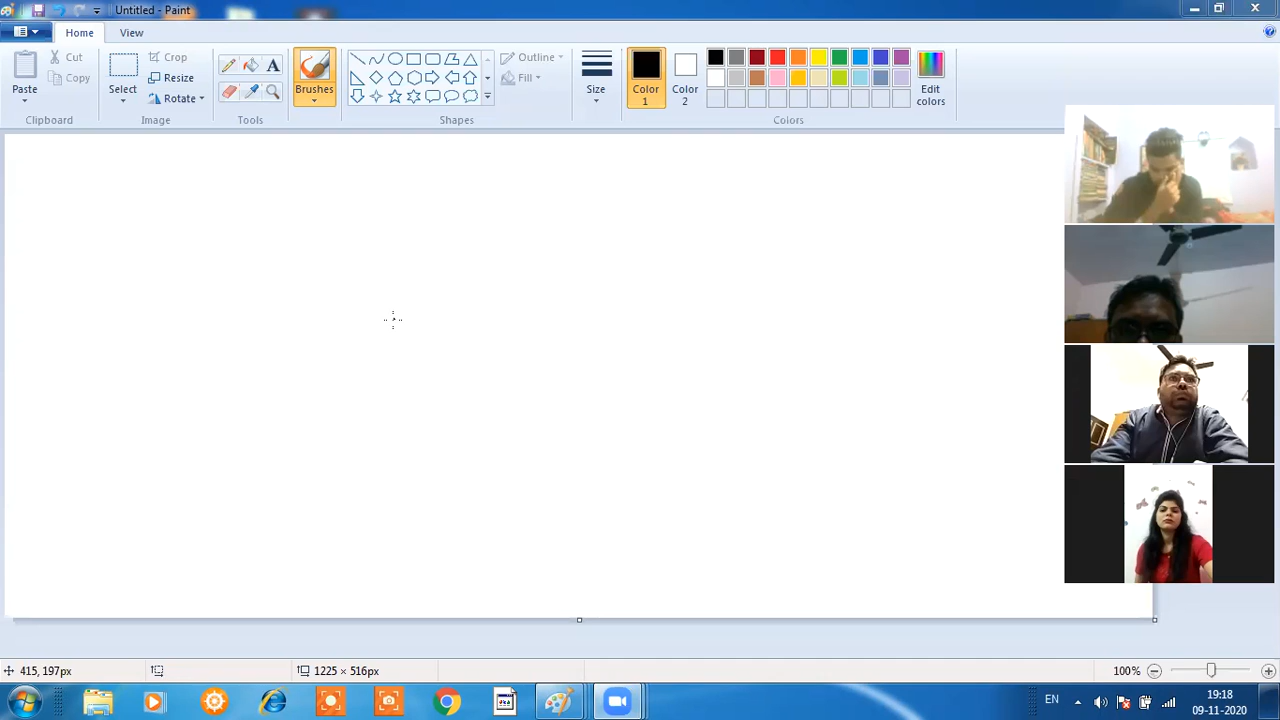 Untitled - Paint
Home View
Paste
Cut
Copy
Clipboard
Select
Crop
Resize
Rotate
Image
A
Tools
Brushes
Shapes
Outline
Fill
Size
Color 1
Color 2
Edit colors
Colors
415, 197px
1225 × 516px
100%
EN
19:18
09-11-2020